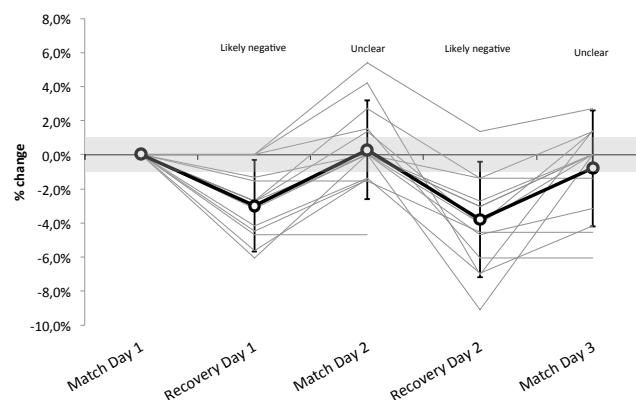 8,0%
Likely negative
Unclear
Likely negative
Unclear
6,0%
4,0%
2,0%
0,0%
-2,0%
-4,0%
-6,0%
-8,0%
-10,0%
% change
Match Day 1
Recovery Day 1
Match Day 2
Recovery Day 2
Match Day 3